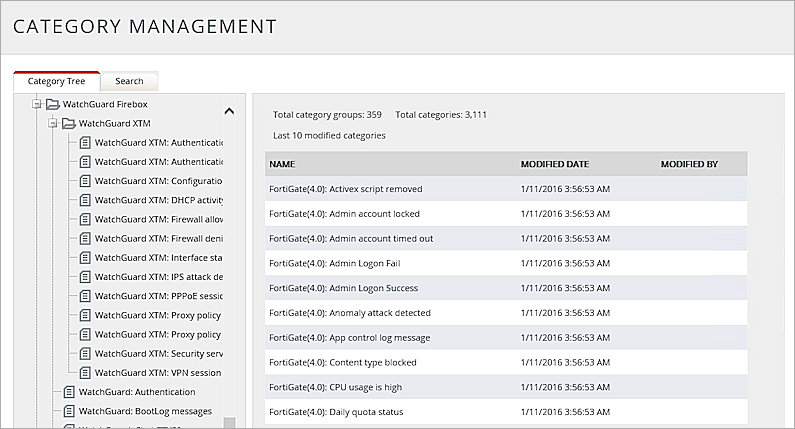 CATEGORY MANAGEMENT
Category Tree Search
WatchGuard Firebox
WatchGuard XTM
WatchGuard XTM: Authenticatio
WatchGuard XTM: Authenticatio
WatchGuard XTM: Configuratio
WatchGuard XTM: DHCP activity
WatchGuard XTM: Firewall allow
WatchGuard XTM: Firewall deni
WatchGuard XTM: Interface sta
WatchGuard XTM: IPS attack de
WatchGuard XTM: PPPoE sessio
WatchGuard XTM: Proxy policy
WatchGuard XTM: Proxy policy
WatchGuard XTM: Security serv
WatchGuard XTM: VPN session
WatchGuard: Authentication
WatchGuard: BootLog messages
Total category groups: 359 Total categories: 3,111
Last 10 modified categories
NAME MODIFIED DATE MODIFIED BY
FortiGate(4.0): Activex script removed 1/11/2016 3:56:53 AM
FortiGate(4.0): Admin account locked 1/11/2016 3:56:53 AM
FortiGate(4.0): Admin account timed out 1/11/2016 3:56:53 AM
FortiGate(4.0): Admin Logon Fail 1/11/2016 3:56:53 AM
FortiGate(4.0): Admin Logon Success 1/11/2016 3:56:53 AM
FortiGate(4.0): Anomaly attack detected 1/11/2016 3:56:53 AM
FortiGate(4.0): App control log message 1/11/2016 3:56:53 AM
FortiGate(4.0): Content type blocked 1/11/2016 3:56:53 AM
FortiGate(4.0): CPU usage is high 1/11/2016 3:56:53 AM
FortiGate(4.0): Daily quota status 1/11/2016 3:56:53 AM